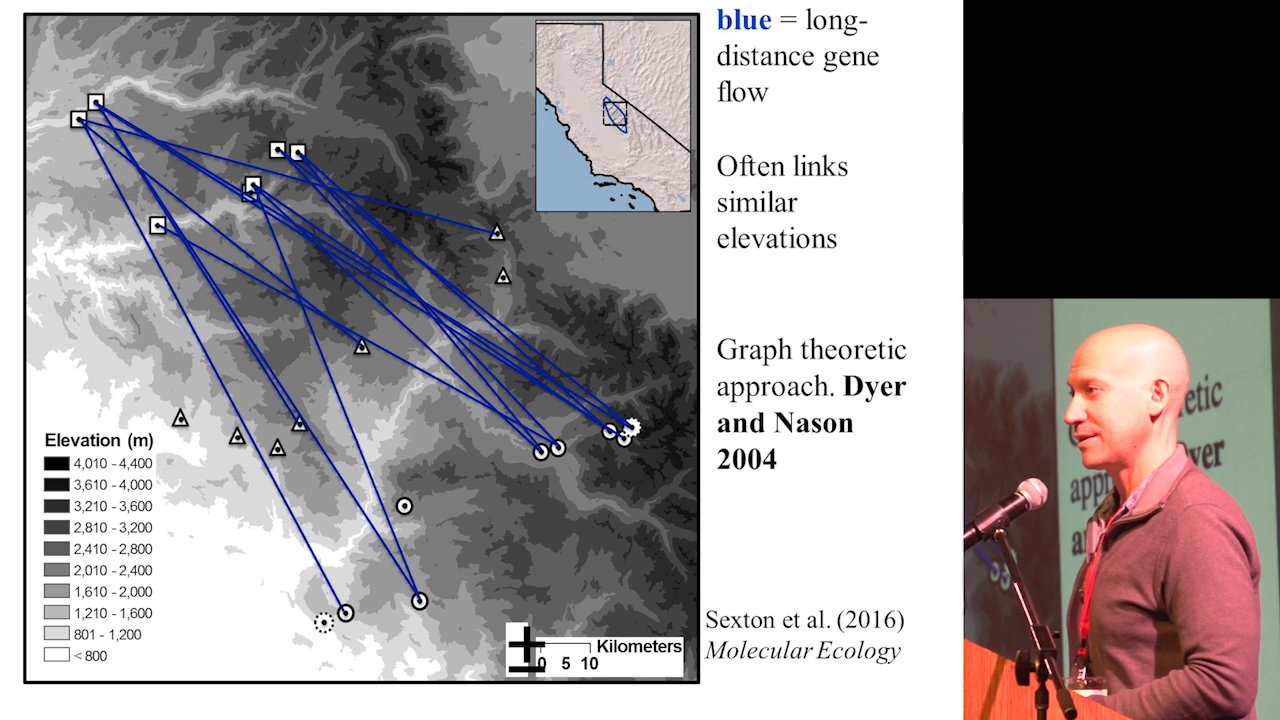 blue = long-
distance gene
flow
Often links
similar
elevations
Graph theoretic
approach. Dyer
and Nason
2004
Sexton et al. (2016)
Molecular Ecology
Elevation (m)
4,010 - 4,400
3,610 - 4,000
3,210 - 3,600
2,810 - 3,200
2,410 - 2,800
2,010 - 2,400
1,610 - 2,000
1,210 - 1,600
801 - 1,200
< 800
Kilometers
0 5 10
etic
app
yer
a